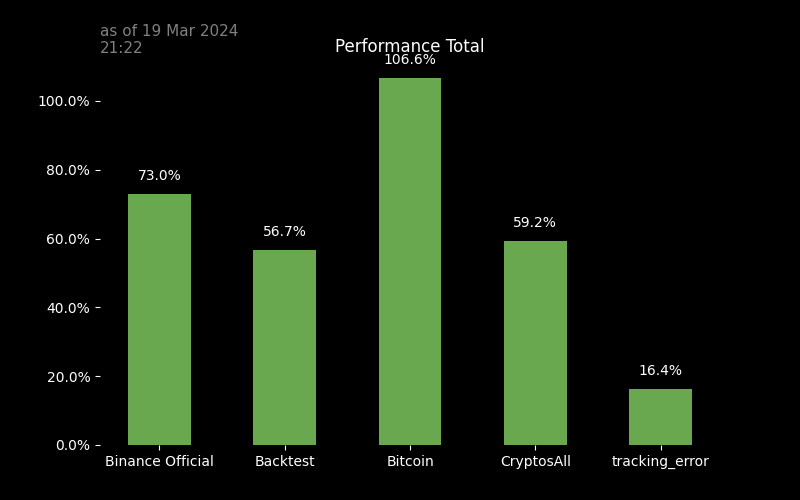 as of 19 Mar 2024
21:22
Performance Total
106.6%
100.0%
80.0%
73.0%
60.0%
56.7%
59.2%
40.0%
20.0%
16.4%
0.0%
Binance Official
Backtest
Bitcoin
CryptosAll
tracking_error